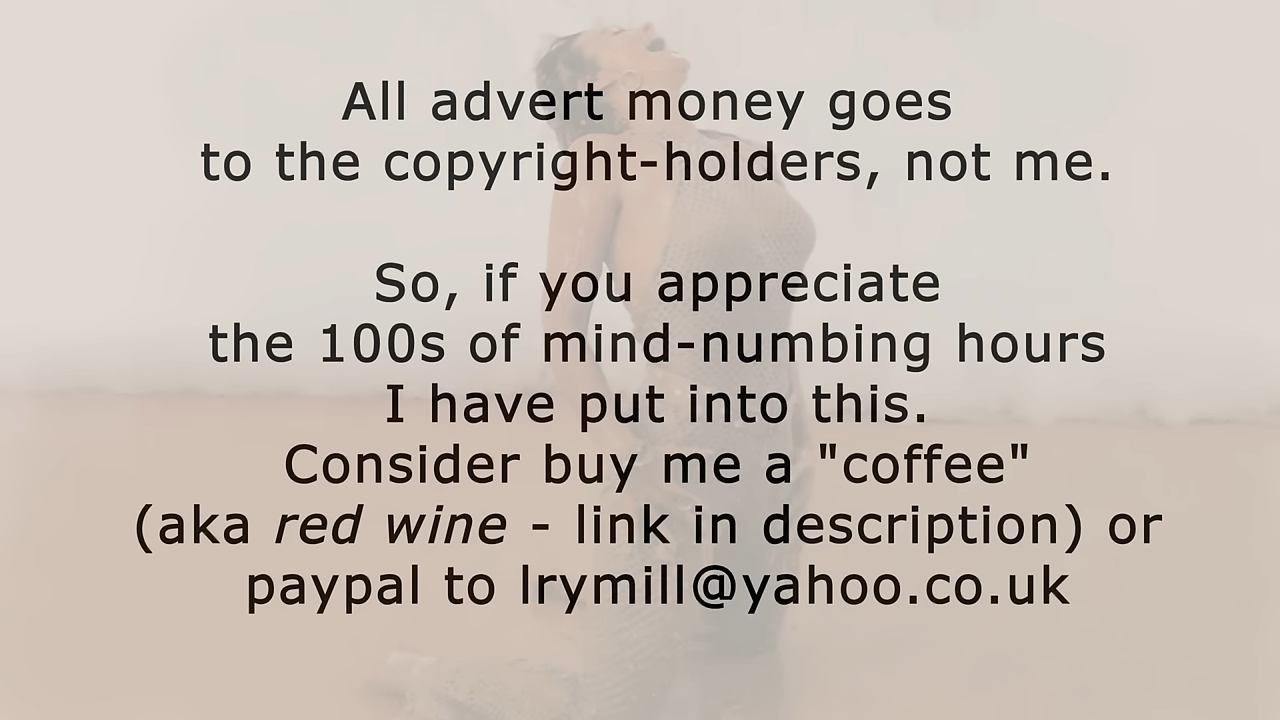 All advert money goes
to the copyright-holders, not me.
So, if you appreciate
the 100s of mind-numbing hours
I have put into this.
Consider buy me a "coffee"
(aka red wine - link in description) or
paypal to lrymill@yahoo.co.uk